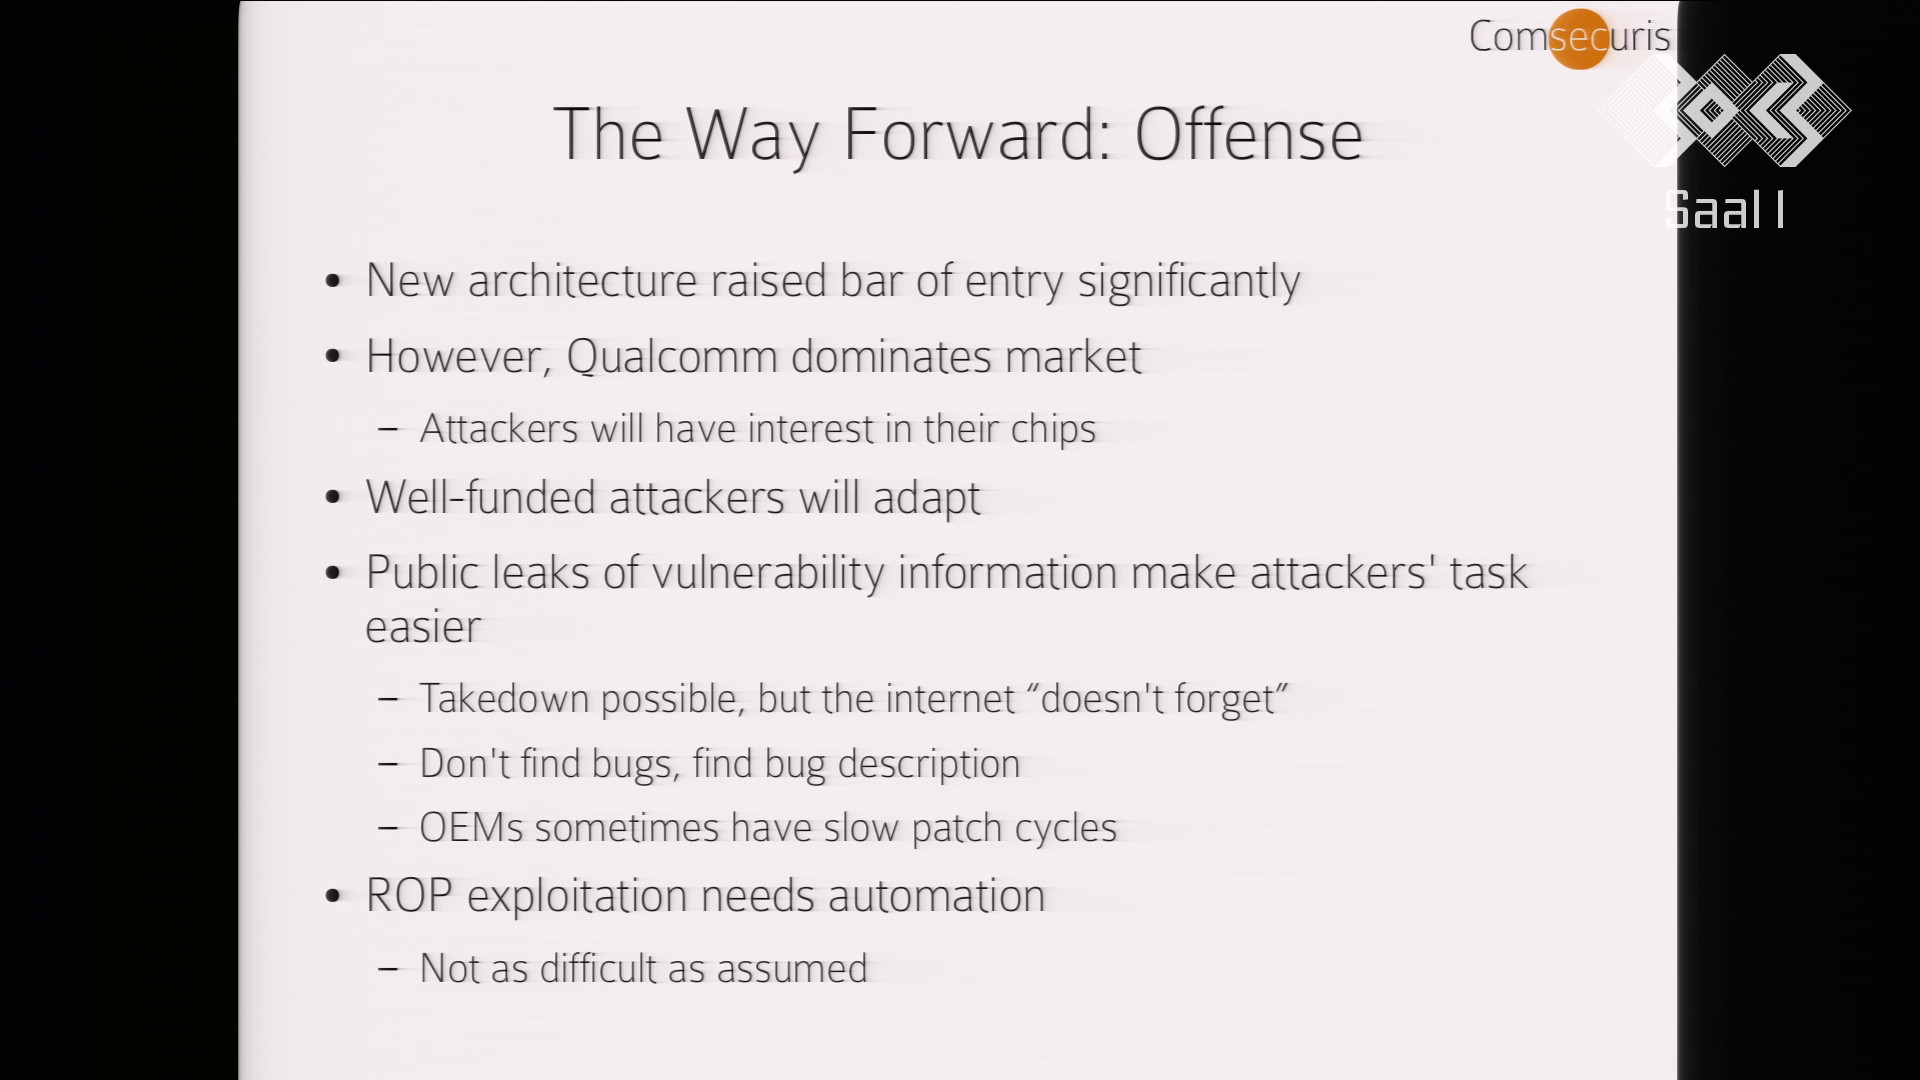 Comsecuris
The Way Forward: Offense
Saal 1
• New architecture raised bar of entry significantly
• However, Qualcomm dominates market
– Attackers will have interest in their chips
• Well-funded attackers will adapt
• Public leaks of vulnerability information make attackers' task
easier
– Takedown possible, but the internet “doesn't forget”
– Don't find bugs, find bug description
– OEMs sometimes have slow patch cycles
• ROP exploitation needs automation
– Not as difficult as assumed